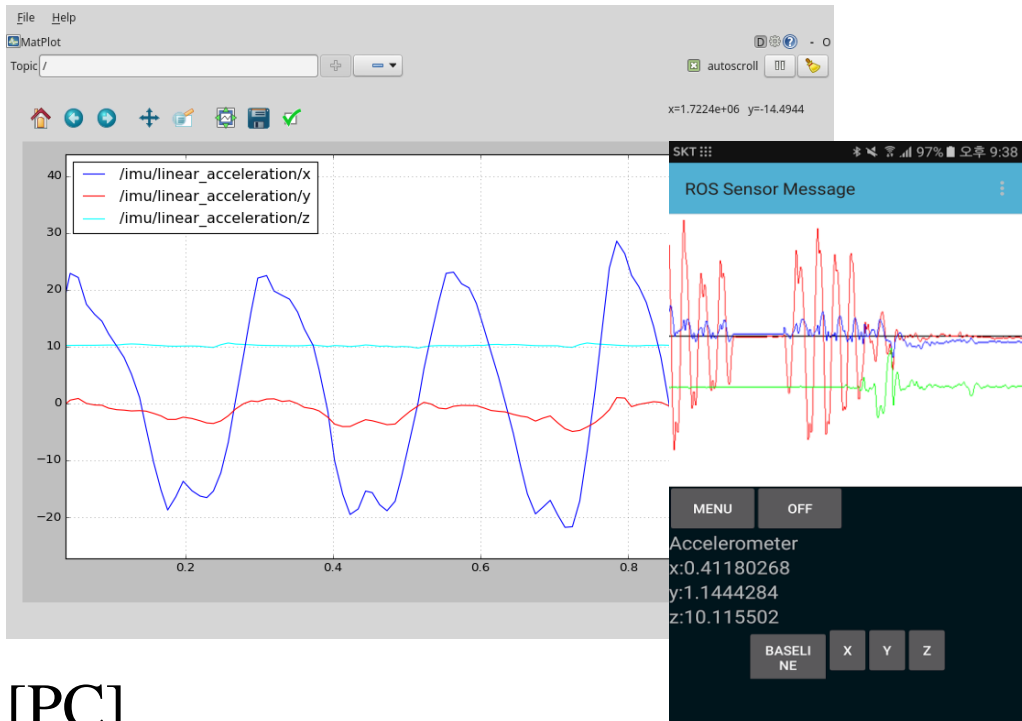 File Help
MatPlot
D ? - O
Topic /
autoscroll
x=1.7224e+06 y=-14.4944
/imu/linear_acceleration/x
/imu/linear_acceleration/y
/imu/linear_acceleration/z
40
30
20
10
0
−10
−20
0.2 0.4 0.6 0.8
SKT 97% 오후 9:38
ROS Sensor Message
MENU OFF
Accelerometer
x:0.41180268
y:1.1444284
z:10.115502
BASELI
NE
X Y Z
[PC]